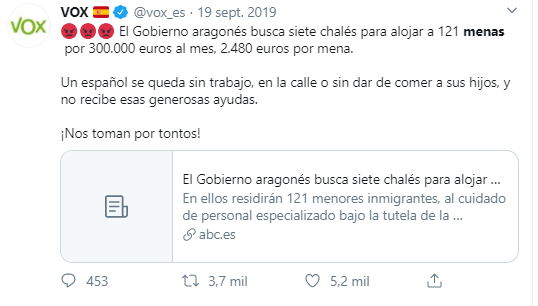 VOX
VOX 🇪🇸 @vox_es · 19 sept. 2019
😡😡😡 El Gobierno aragonés busca siete chalés para alojar a 121 menas
por 300.000 euros al mes, 2.480 euros por mena.
Un español se queda sin trabajo, en la calle o sin dar de comer a sus hijos, y
no recibe esas generosas ayudas.
¡Nos toman por tontos!
El Gobierno aragonés busca siete chalés para alojar ...
En ellos residirán 121 menores inmigrantes, al cuidado
de personal especializado bajo la tutela de la ...
abc.es
453 3,7 mil 5,2 mil